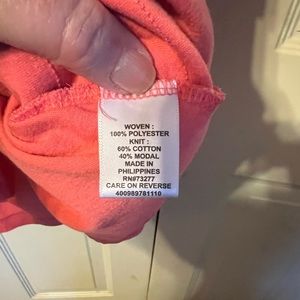 WOVEN :
100% POLYESTER
KNIT :
60% COTTON
40% MODAL
MADE IN
PHILIPPINES
RN#73277
CARE ON REVERSE
400989781110